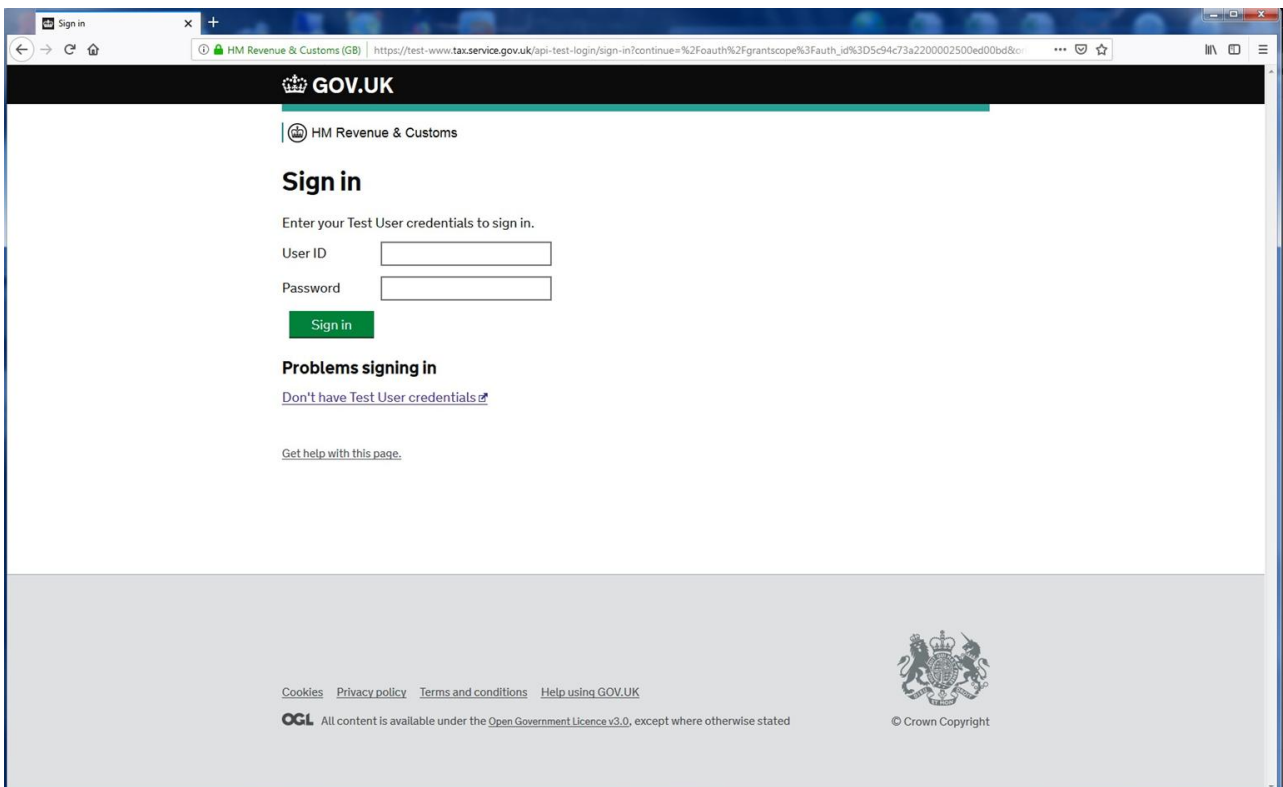 Sign in
HM Revenue & Customs (GB) https://test-www.tax.service.gov.uk/api-test-login/sign-in?continue=%2Foauth%2Fgrantscope%3Fauth_id%3D5c94c73a2200002500ed00bd&or
GOV.UK
HM Revenue & Customs
Sign in
Enter your Test User credentials to sign in.
User ID
Password
Sign in
Problems signing in
Don't have Test User credentials
Get help with this page.
Cookies Privacy policy Terms and conditions Help using GOV.UK
OGL All content is available under the Open Government Licence v3.0, except where otherwise stated
© Crown Copyright